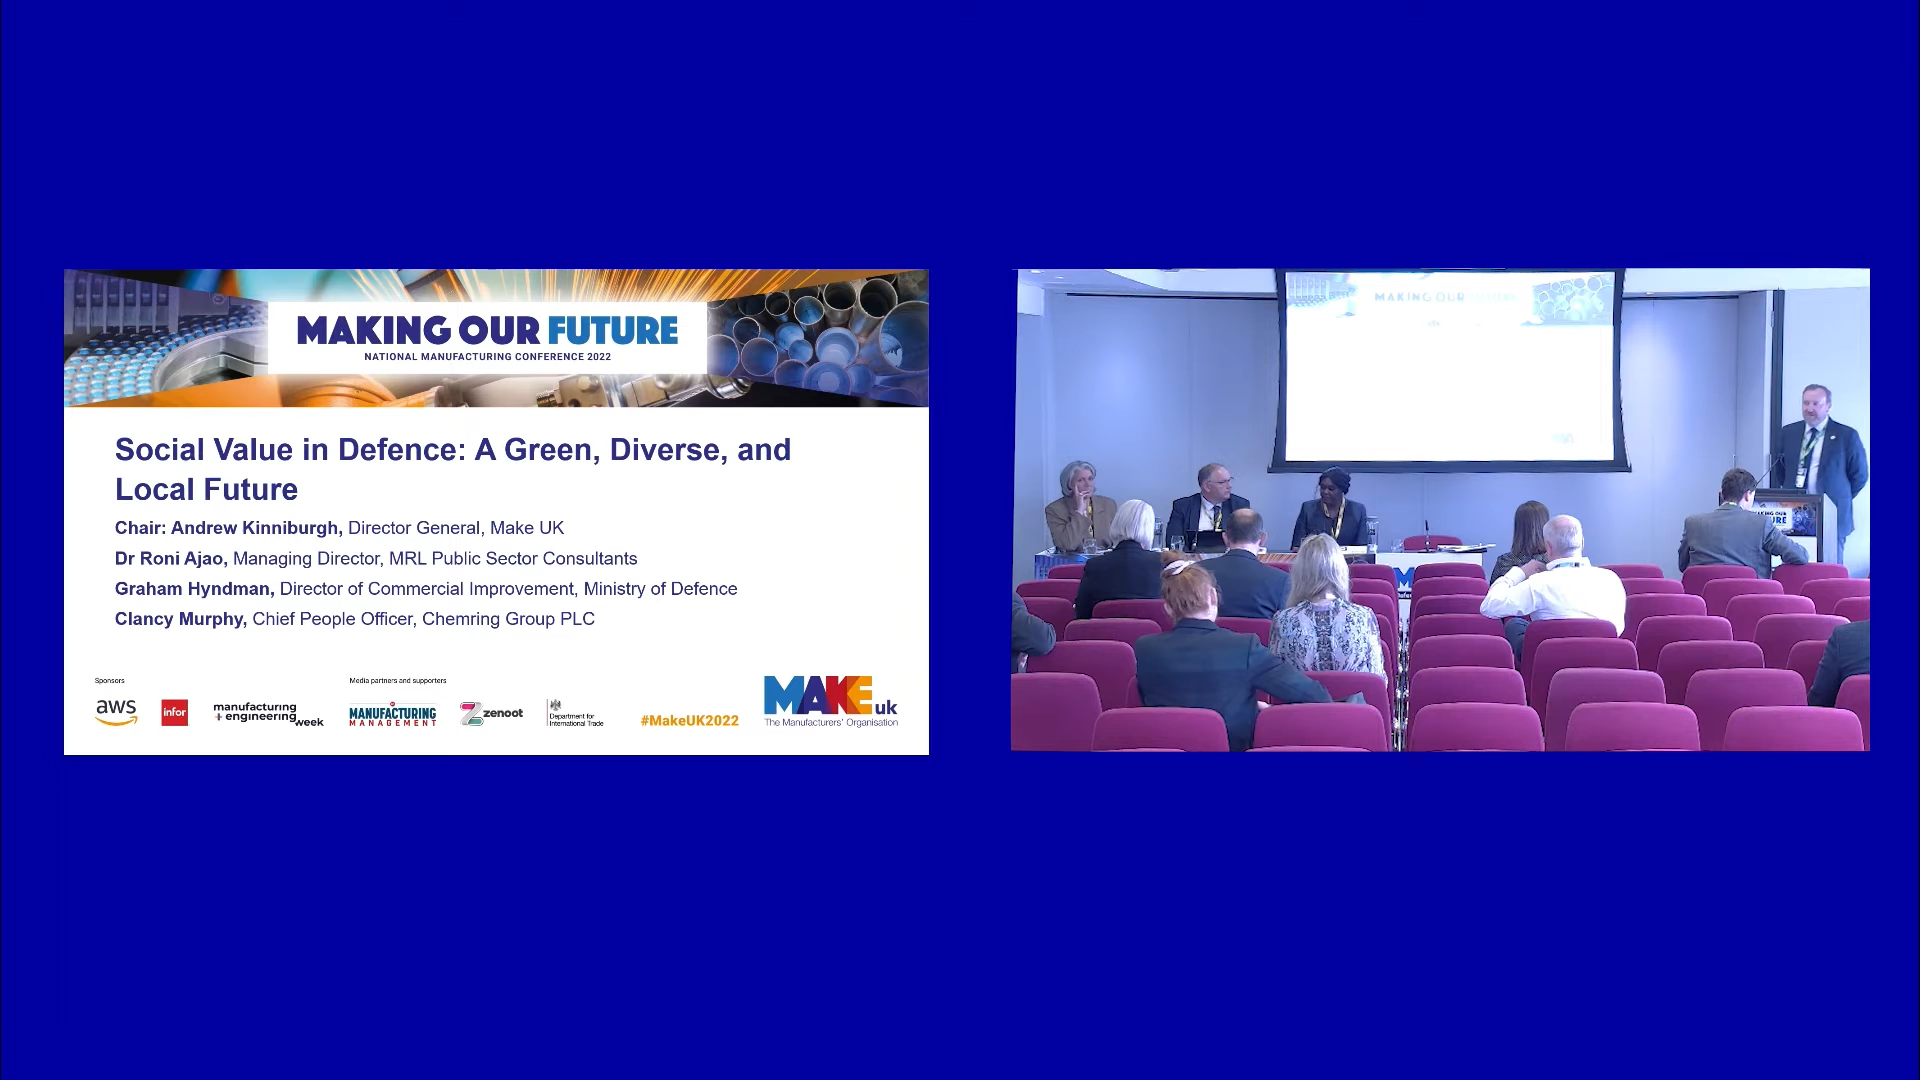 MAKING OUR FUTURE
NATIONAL MANUFACTURING CONFERENCE 2022
Social Value in Defence: A Green, Diverse, and
Local Future
Chair: Andrew Kinniburgh, Director General, Make UK
Dr Roni Ajao, Managing Director, MRL Public Sector Consultants
Graham Hyndman, Director of Commercial Improvement, Ministry of Defence
Clancy Murphy, Chief People Officer, Chemring Group PLC
Sponsors
aws
infor
manufacturing
+ engineering
week
Media partners and supporters
MANUFACTURING
MANAGEMENT
zenoot
Department for
International Trade
#MakeUK2022
MAKE uk
The Manufacturers' Organisation
MAKING OUR FUTURE